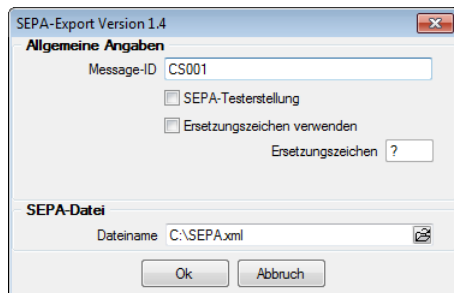 SEPA-Export Version 1.4
Allgemeine Angaben
Message-ID CS001
SEPA-Testerstellung
Ersetzungszeichen verwenden
Ersetzungszeichen ?
SEPA-Datei
Dateiname C:\SEPA.xml
Ok Abbruch